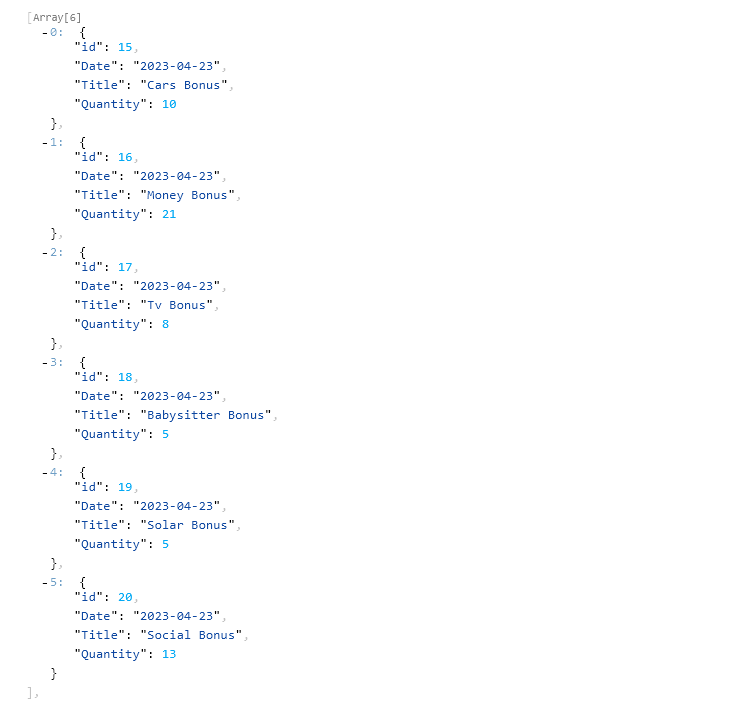 [Array[6]
-0: {
"id": 15,
"Date": "2023-04-23",
"Title": "Cars Bonus",
"Quantity": 10
},
-1: {
"id": 16,
"Date": "2023-04-23",
"Title": "Money Bonus",
"Quantity": 21
},
-2: {
"id": 17,
"Date": "2023-04-23",
"Title": "Tv Bonus",
"Quantity": 8
},
-3: {
"id": 18,
"Date": "2023-04-23",
"Title": "Babysitter Bonus",
"Quantity": 5
},
-4: {
"id": 19,
"Date": "2023-04-23",
"Title": "Solar Bonus",
"Quantity": 5
},
-5: {
"id": 20,
"Date": "2023-04-23",
"Title": "Social Bonus",
"Quantity": 13
}
],